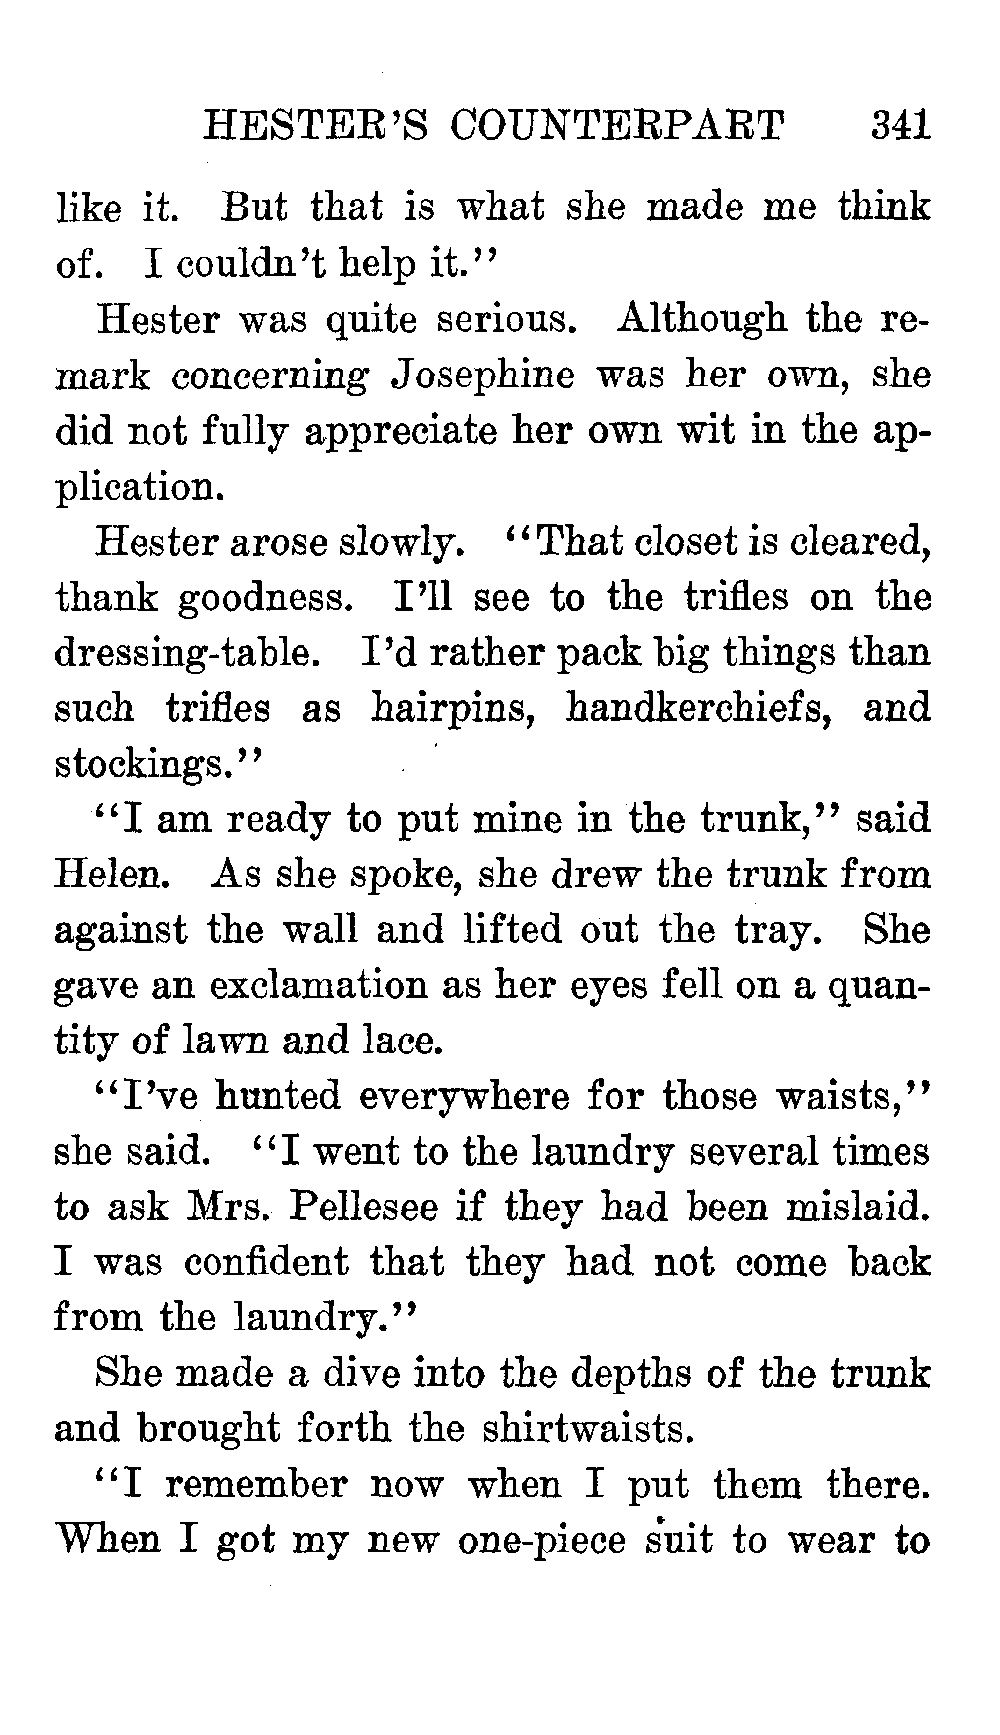 HESTER'S COUNTERPART 341
like it. But that is what she made me think
of. I couldn't help it."
Hester was quite serious. Although the re-
mark concerning Josephine was her own, she
did not fully appreciate her own wit in the ap-
plication.
Hester arose slowly. "That closet is cleared,
thank goodness. I'll see to the trifles on the
dressing-table. I'd rather pack big things than
such trifles as hairpins, handkerchiefs, and
stockings."
"I am ready to put mine in the trunk," said
Helen. As she spoke, she drew the trunk from
against the wall and lifted out the tray. She
gave an exclamation as her eyes fell on a quan-
tity of lawn and lace.
"I've hunted everywhere for those waists,"
she said. "I went to the laundry several times
to ask Mrs. Pellesee if they had been mislaid.
I was confident that they had not come back
from the laundry."
She made a dive into the depths of the trunk
and brought forth the shirtwaists.
"I remember now when I put them there.
When I got my new one-piece suit to wear to